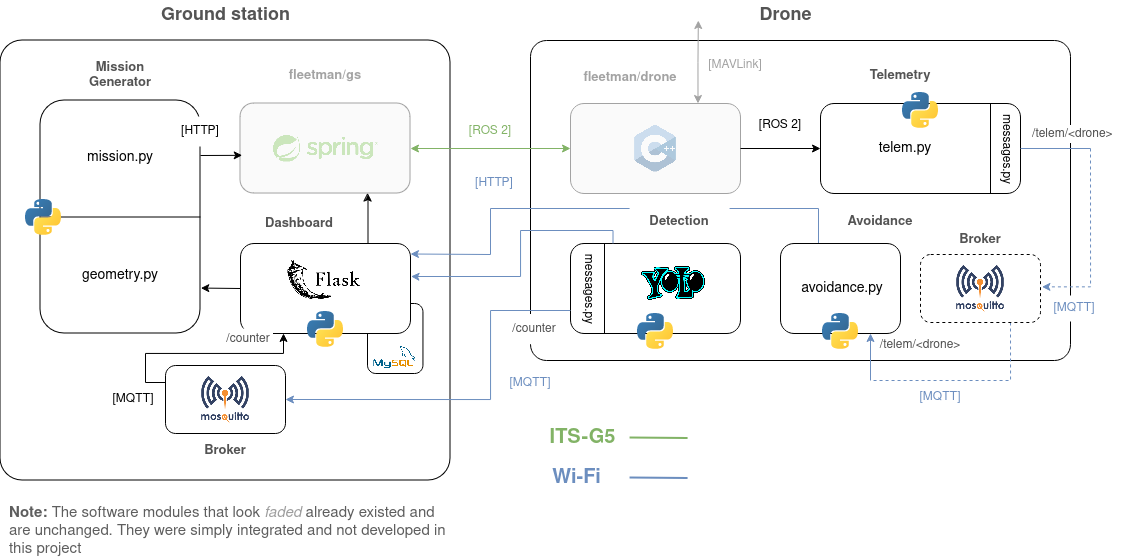 Ground station
Drone
Mission
Generator
fleetman/gs
fleetman/drone
[MAVLink]
Telemetry
[HTTP]
mission.py
spring
[ROS 2]
C++
[ROS 2]
telem.py
messages.py
/telem/<drone>
[HTTP]
Dashboard
Detection
Avoidance
Broker
geometry.py
Flask
messages.py
YOLO
avoidance.py
mosquitto
[MQTT]
/counter
MySQL
/counter
/telem/<drone>
[MQTT]
mosquitto
[MQTT]
[MQTT]
Broker
ITS-G5
Wi-Fi
Note: The software modules that look faded already existed and
are unchanged. They were simply integrated and not developed in
this project